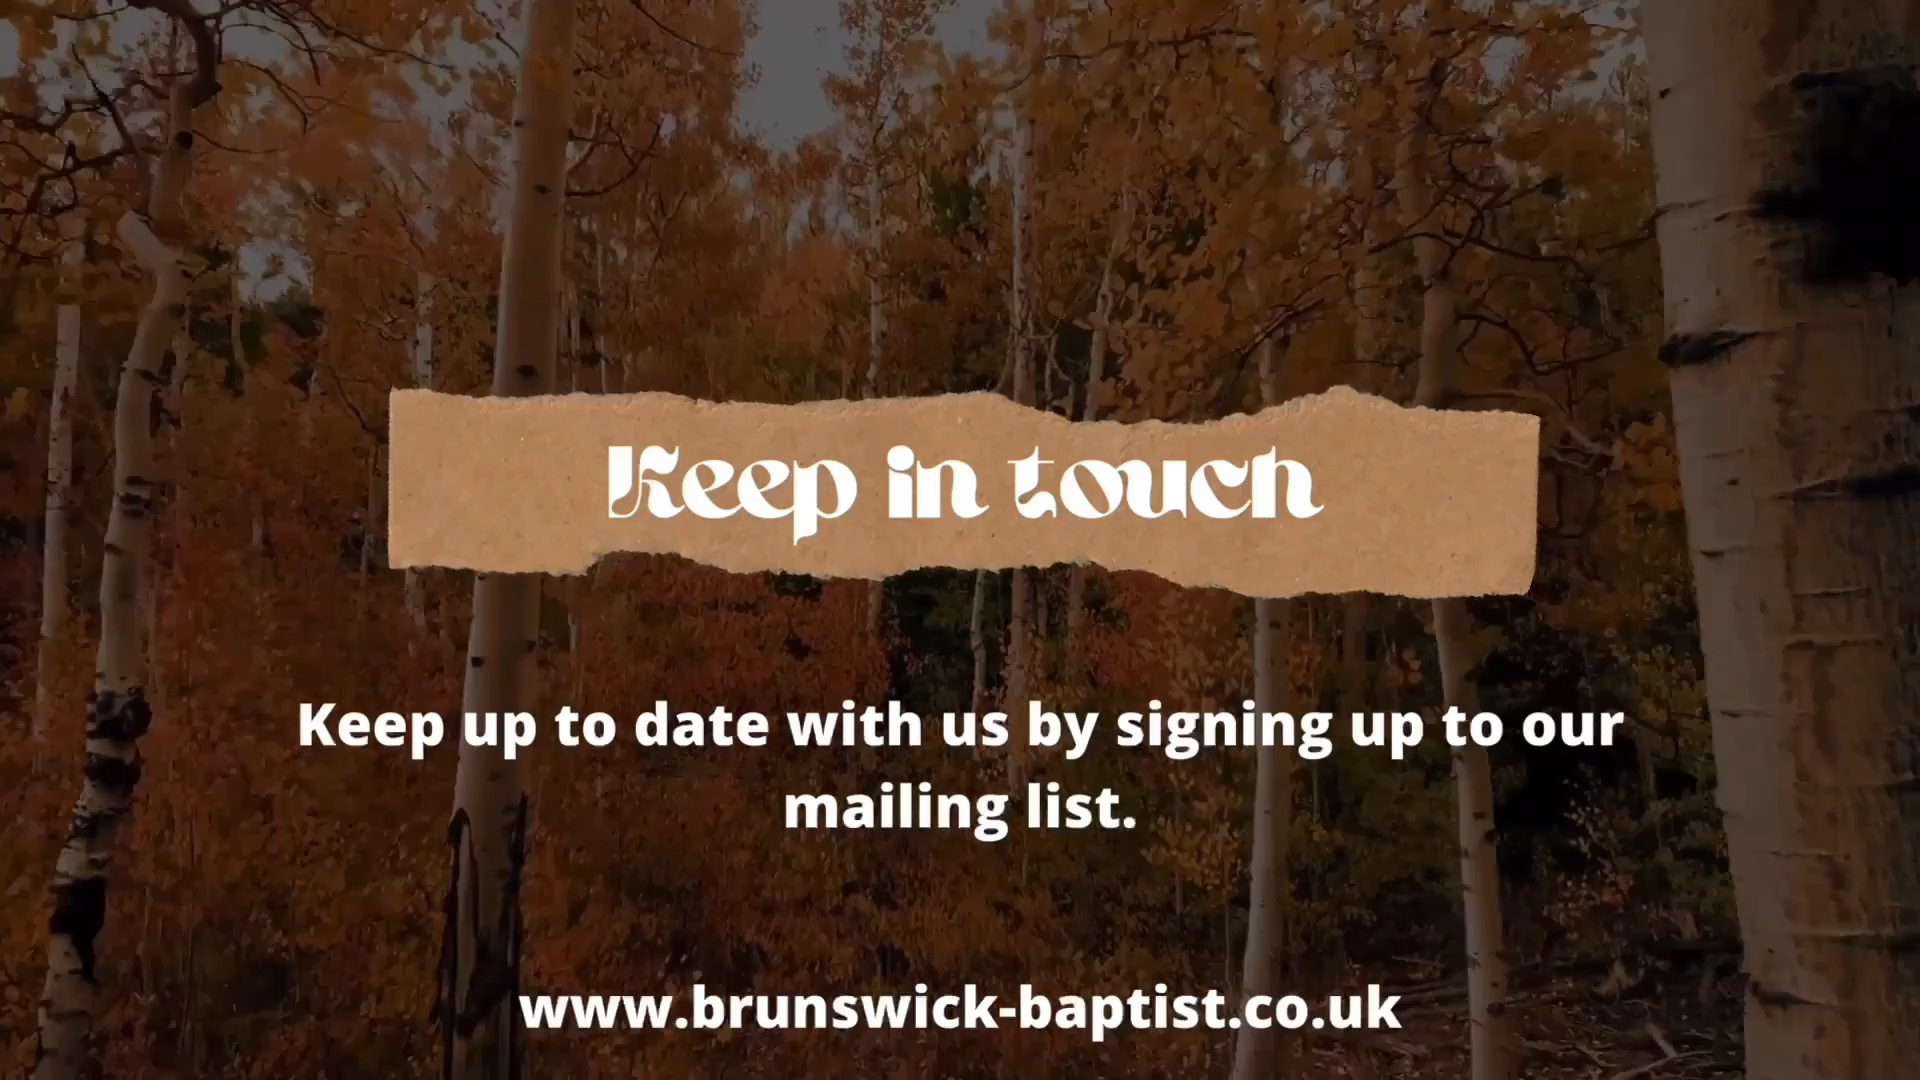 Keep in touch
Keep up to date with us by signing up to our
mailing list.
www.brunswick-baptist.co.uk